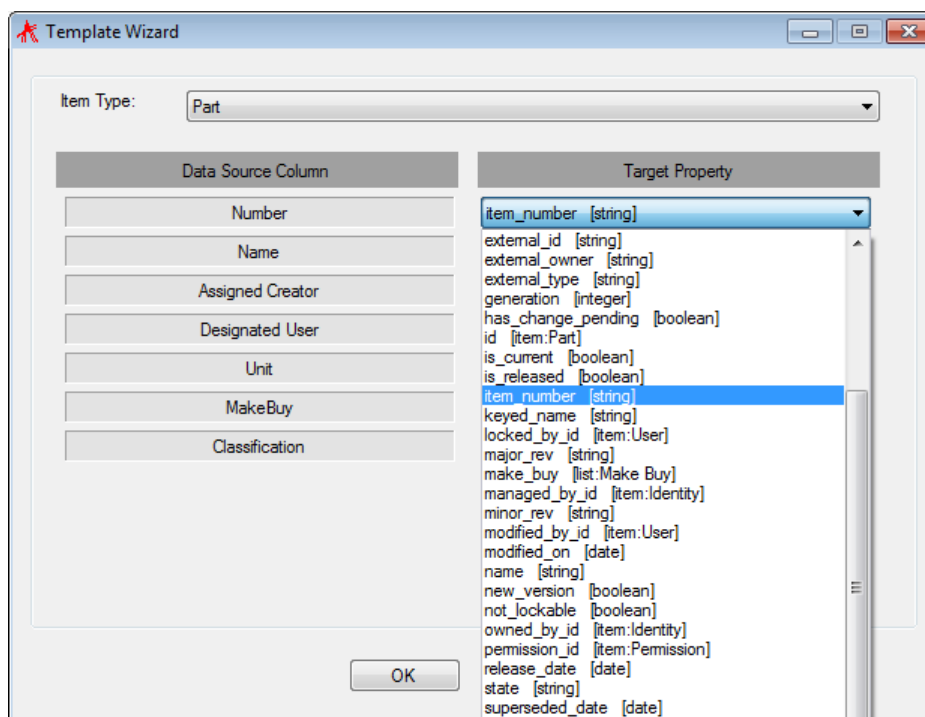 Template Wizard
Item Type:
Part
Data Source Column
Target Property
Number
item_number [string]
Name
Assigned Creator
Designated User
Unit
MakeBuy
Classification
external_id [string]
external_owner [string]
external_type [string]
generation [integer]
has_change_pending [boolean]
id [item:Part]
is_current [boolean]
is_released [boolean]
item_number [string]
keyed_name [string]
locked_by_id [item:User]
major_rev [string]
make_buy [list:Make Buy]
managed_by_id [item:Identity]
minor_rev [string]
modified_by_id [item:User]
modified_on [date]
name [string]
new_version [boolean]
not_lockable [boolean]
owned_by_id [item:Identity]
permission_id [item:Permission]
release_date [date]
state [string]
superseded_date [date]
OK